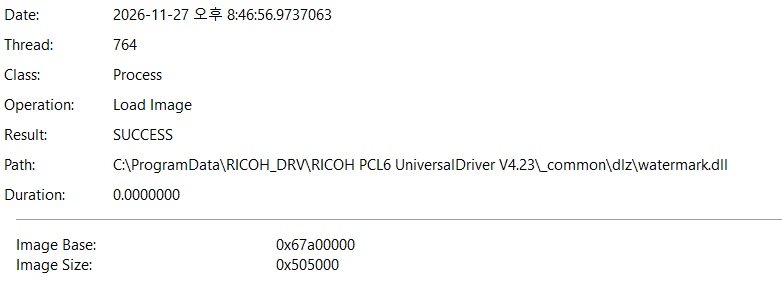 Date: 2026-11-27 오후 8:46:56.9737063
Thread: 764
Class: Process
Operation: Load Image
Result: SUCCESS
Path: C:\ProgramData\RICOH_DRV\RICOH PCL6 UniversalDriver V4.23\_common\dlz\watermark.dll
Duration: 0.0000000
Image Base: 0x67a00000
Image Size: 0x505000